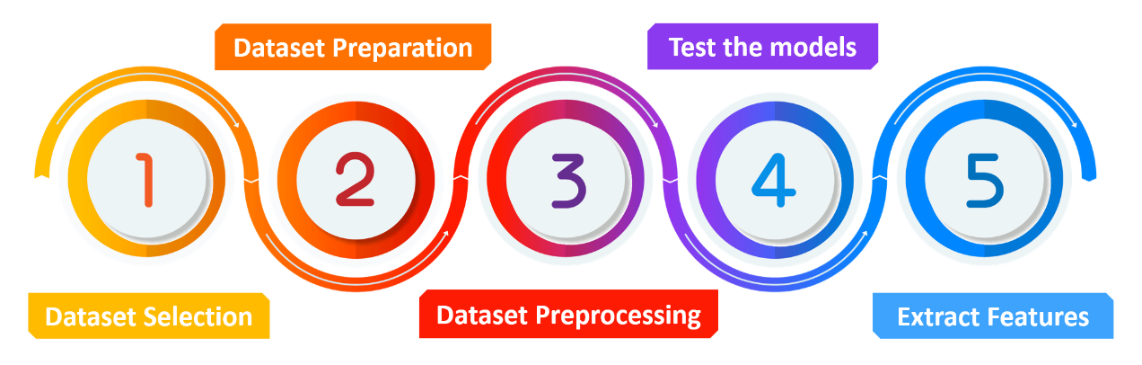 Dataset Preparation
Test the models
1
2
3
4
5
Dataset Selection
Dataset Preprocessing
Extract Features